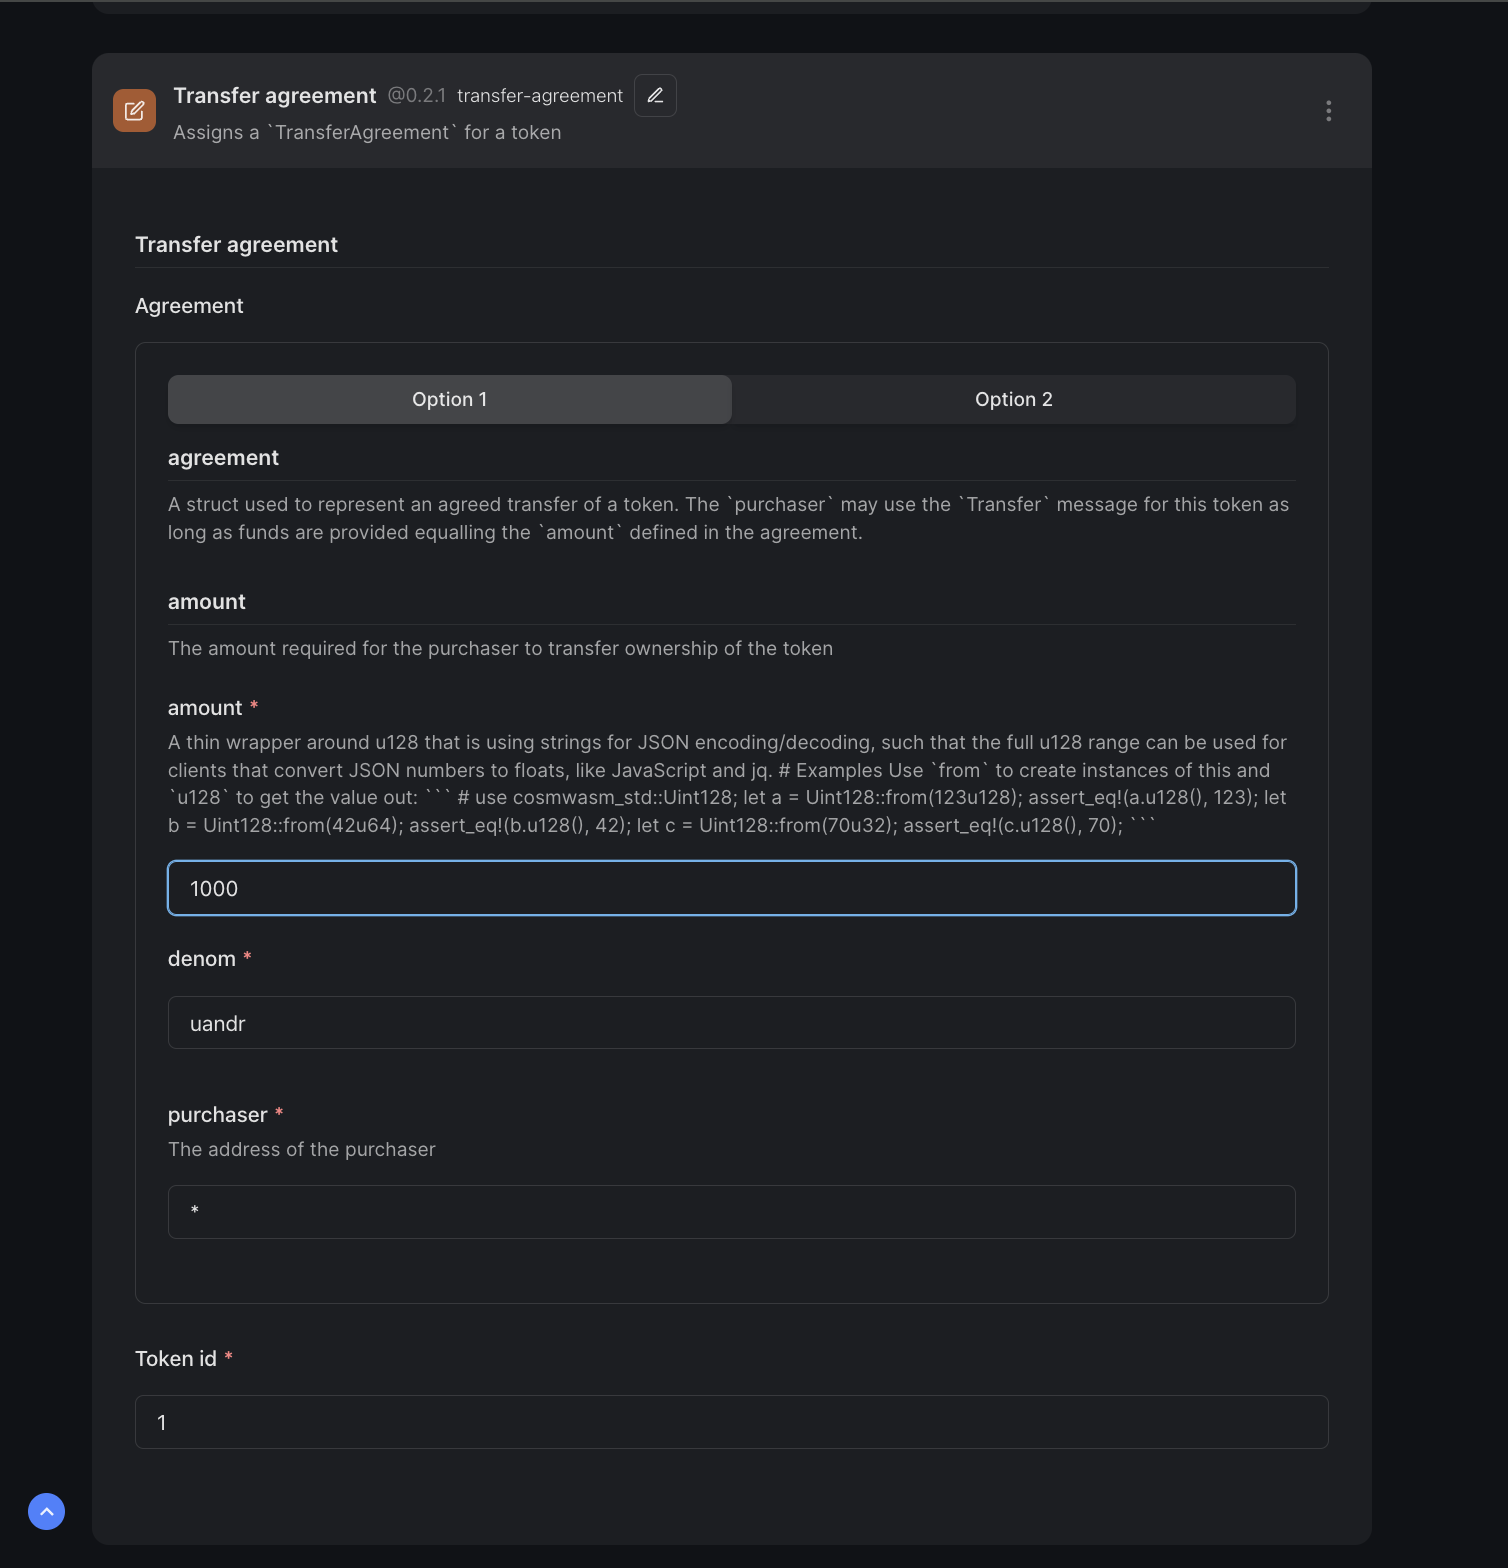 Transfer agreement @0.2.1 transfer-agreement
Assigns a `TransferAgreement` for a token
Transfer agreement
Agreement
Option 1 Option 2
agreement
A struct used to represent an agreed transfer of a token. The `purchaser` may use the `Transfer` message for this token as
long as funds are provided equalling the `amount` defined in the agreement.
amount
The amount required for the purchaser to transfer ownership of the token
amount *
A thin wrapper around u128 that is using strings for JSON encoding/decoding, such that the full u128 range can be used for
clients that convert JSON numbers to floats, like JavaScript and jq. # Examples Use `from` to create instances of this and
`u128` to get the value out: ``` # use cosmwasm_std::Uint128; let a = Uint128::from(123u128); assert_eq!(a.u128(), 123); let
b = Uint128::from(42u64); assert_eq!(b.u128(), 42); let c = Uint128::from(70u32); assert_eq!(c.u128(), 70); ```
1000
denom *
uandr
purchaser *
The address of the purchaser
*
Token id *
1